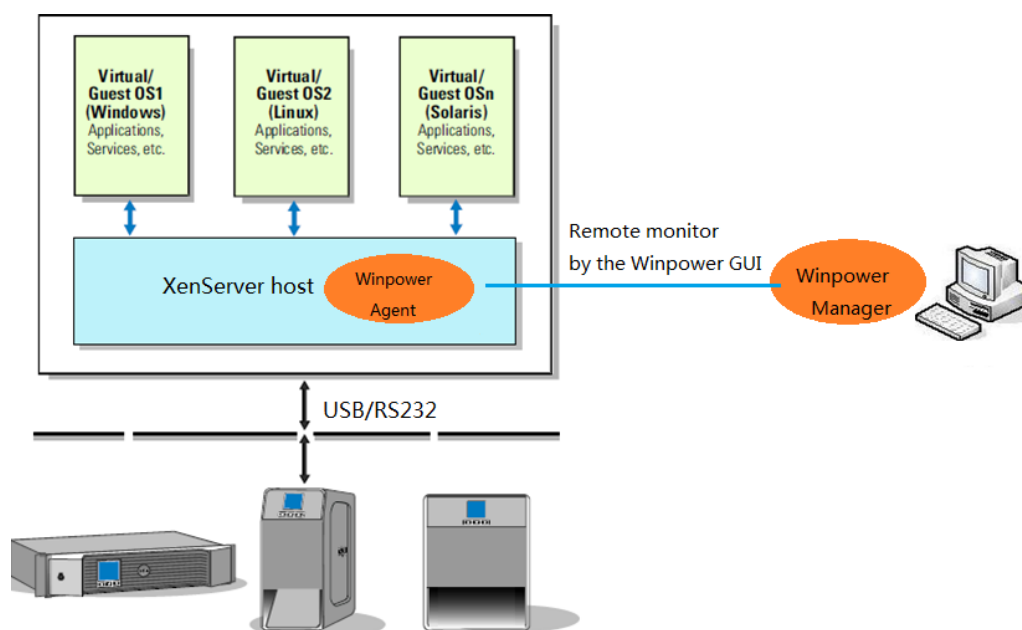 Virtual/
Guest OS1
(Windows)
Applications,
Services, etc.
Virtual/
Guest OS2
(Linux)
Applications,
Services, etc.
Virtual/
Guest OSn
(Solaris)
Applications,
Services, etc.
XenServer host
Winpower
Agent
Remote monitor
by the Winpower GUI
Winpower
Manager
USB/RS232